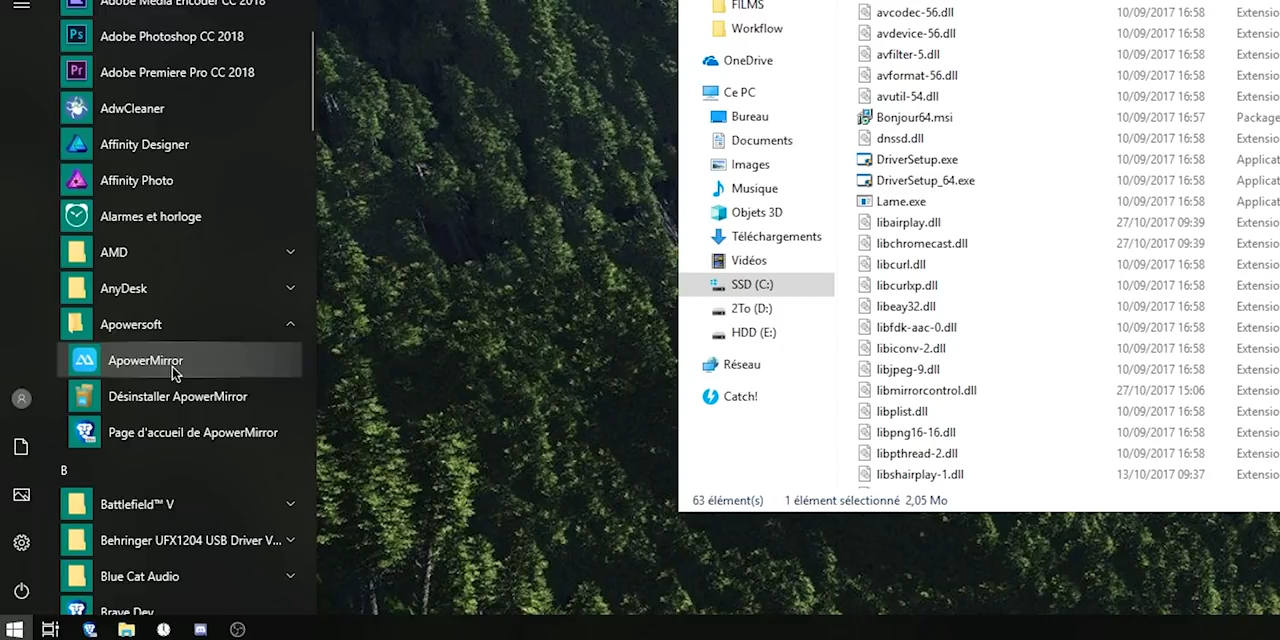 Adobe Media Encoder CC 2018
Ps
Adobe Photoshop CC 2018
Pr
Adobe Premiere Pro CC 2018
AdwCleaner
Affinity Designer
Affinity Photo
Alarmes et horloge
AMD
AnyDesk
Apowersoft
ApowerMirror
Désinstaller ApowerMirror
Page d'accueil de ApowerMirror
B
Battlefield™ V
Behringer UFX1204 USB Driver V...
Blue Cat Audio
Brave Dev
FILMS
Workflow
OneDrive
Ce PC
Bureau
Documents
Images
Musique
Objets 3D
Téléchargements
Vidéos
SSD (C:)
2To (D:)
HDD (E:)
Réseau
Catch!
avcodec-56.dll 10/09/2017 16:58 Extensio
avdevice-56.dll 10/09/2017 16:58 Extensio
avfilter-5.dll 10/09/2017 16:58 Extensio
avformat-56.dll 10/09/2017 16:58 Extensio
avutil-54.dll 10/09/2017 16:58 Extensio
Bonjour64.msi 10/09/2017 16:57 Package
dnssd.dll 10/09/2017 16:58 Extensio
DriverSetup.exe 10/09/2017 16:58 Applicat
DriverSetup_64.exe 10/09/2017 16:58 Applicat
Lame.exe 10/09/2017 16:58 Applicat
libairplay.dll 27/10/2017 09:39 Extensio
libchromecast.dll 27/10/2017 09:39 Extensio
libcurl.dll 10/09/2017 16:58 Extensio
libcurlxp.dll 10/09/2017 16:58 Extensio
libeay32.dll 10/09/2017 16:58 Extensio
libfdk-aac-0.dll 10/09/2017 16:58 Extensio
libiconv-2.dll 10/09/2017 16:58 Extensio
libjpeg-9.dll 10/09/2017 16:58 Extensio
libmirrorcontrol.dll 27/10/2017 15:06 Extensio
libplist.dll 10/09/2017 16:58 Extensio
libpng16-16.dll 10/09/2017 16:58 Extensio
libpthread-2.dll 10/09/2017 16:58 Extensio
libshairplay-1.dll 13/10/2017 09:37 Extensio
63 élément(s) 1 élément sélectionné 2,05 Mo